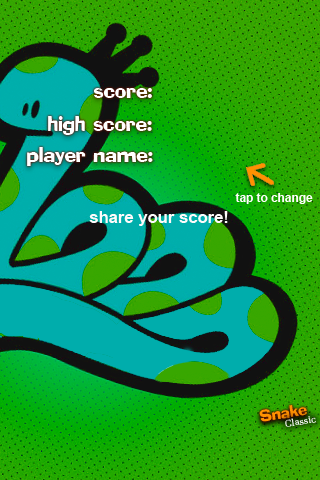 score:
high score:
player name:
tap to change
share your score!
Snake
Classic